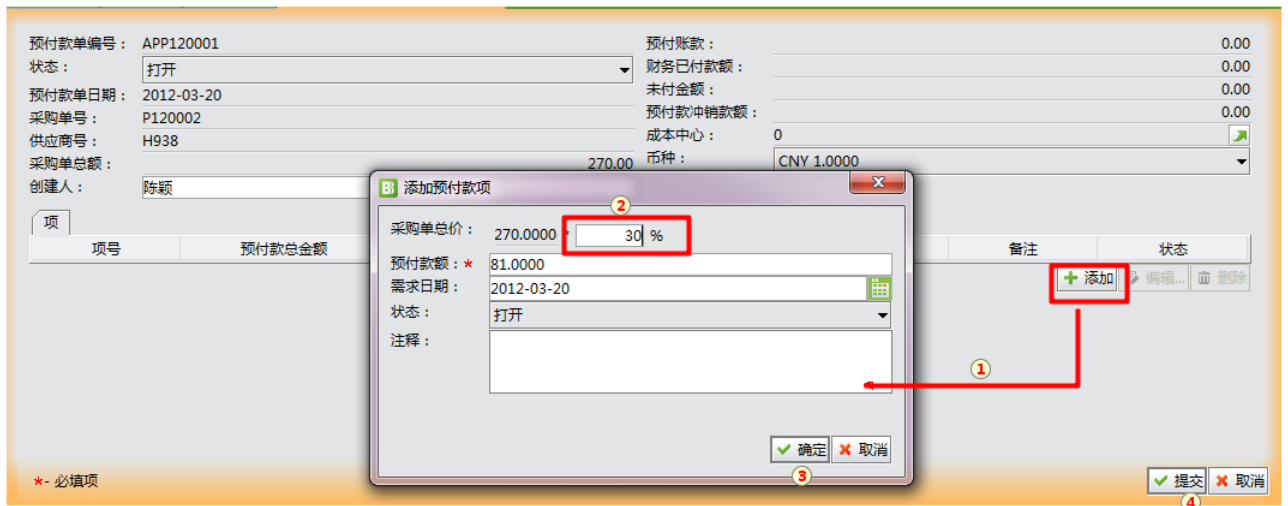 预付款单编号： APP120001 预付账款： 0.00
状态： 打开 财务已付款额： 0.00
预付款单日期： 2012-03-20 未付金额： 0.00
采购单号： P120002 预付款冲销款额： 0.00
供应商号： H938 成本中心： 0
采购单总额： 270.00 币种： CNY 1.0000
创建人： 陈颖
添加预付款项
2
采购单总价： 270.0000 * 30 %
预付款额：* 81.0000
需求日期： 2012-03-20
状态： 打开
注释：
确定 取消
3
项
项号 预付款总金额 备注 状态
添加 编辑... 删除
1
*- 必填项
提交 取消
4